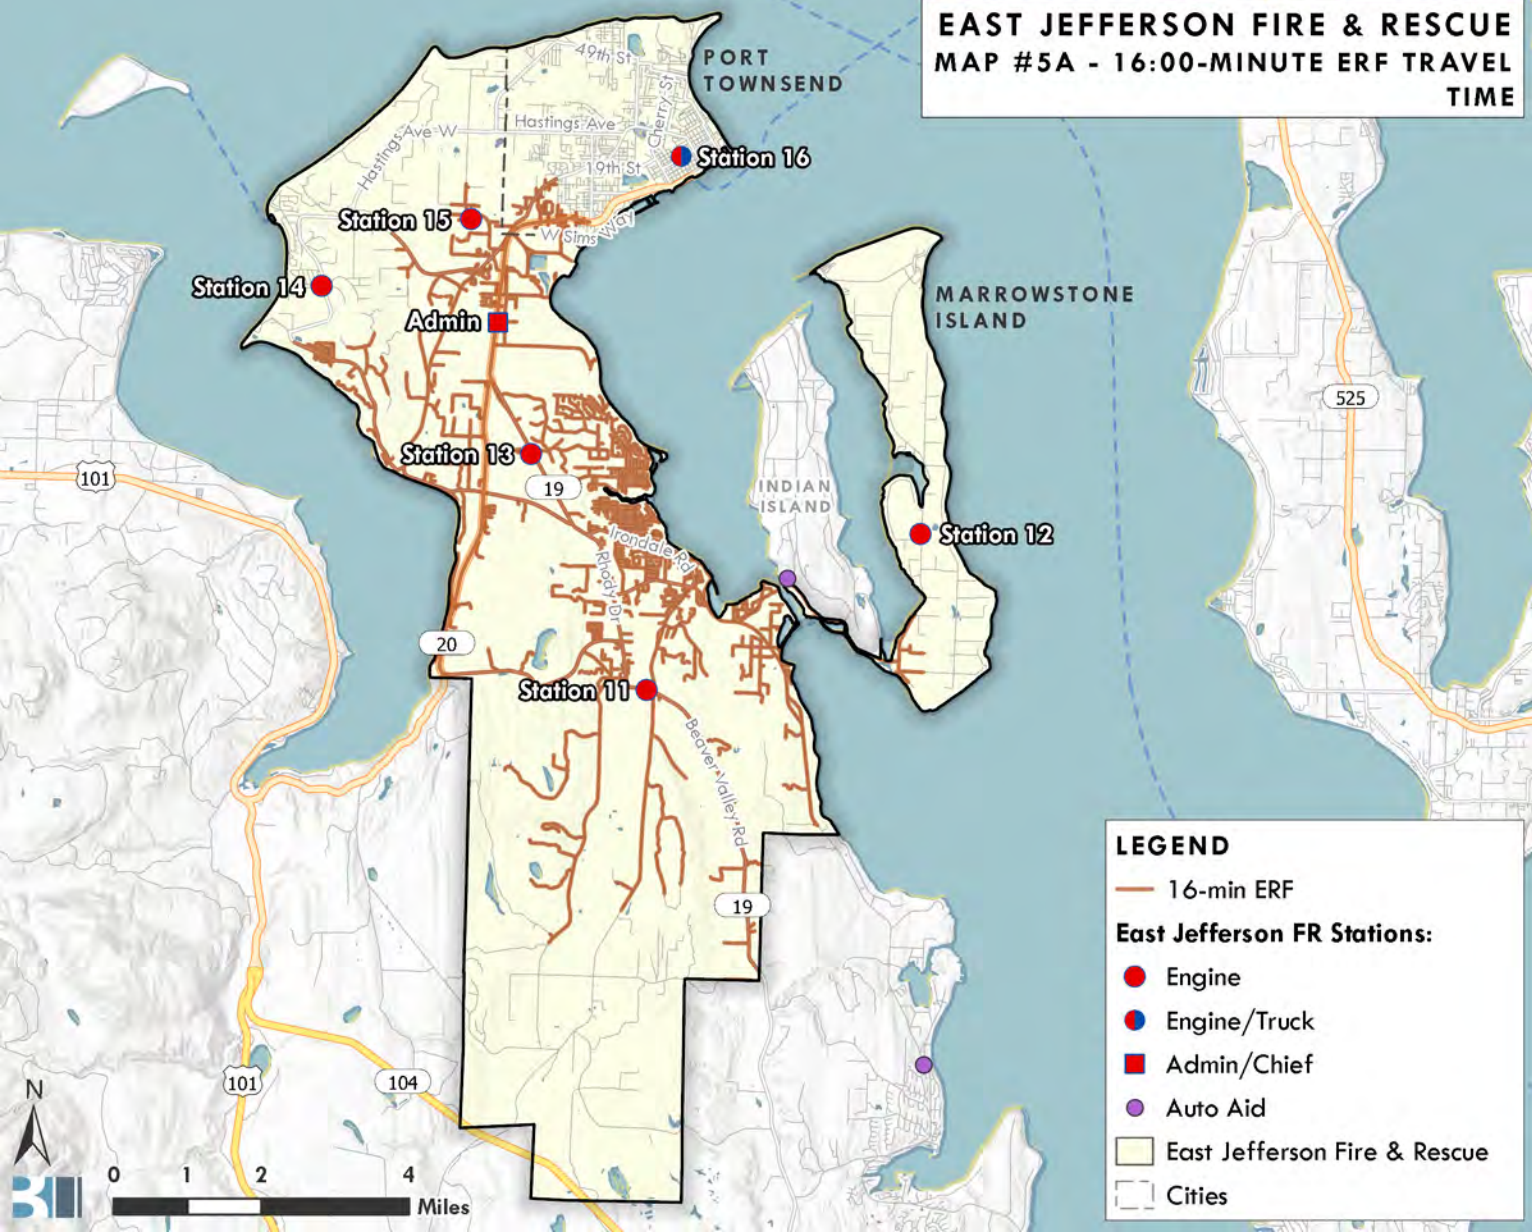 EAST JEFFERSON FIRE & RESCUE
MAP #5A - 16:00-MINUTE ERF TRAVEL
TIME
PORT
TOWNSEND
49th St
Cherry St
Hastings Ave W
Hastings Ave
19th St
Station 16
Station 15
W Sims Way
Station 14
Admin
MARROWSTONE
ISLAND
525
Station 13
19
101
INDIAN
ISLAND
Irondale Rd
Rhody Dr
Station 12
20
Station 11
Beaver Valley Rd
19
101
104
N
0 1 2 4
Miles
LEGEND
16-min ERF
East Jefferson FR Stations:
Engine
Engine/Truck
Admin/Chief
Auto Aid
East Jefferson Fire & Rescue
Cities